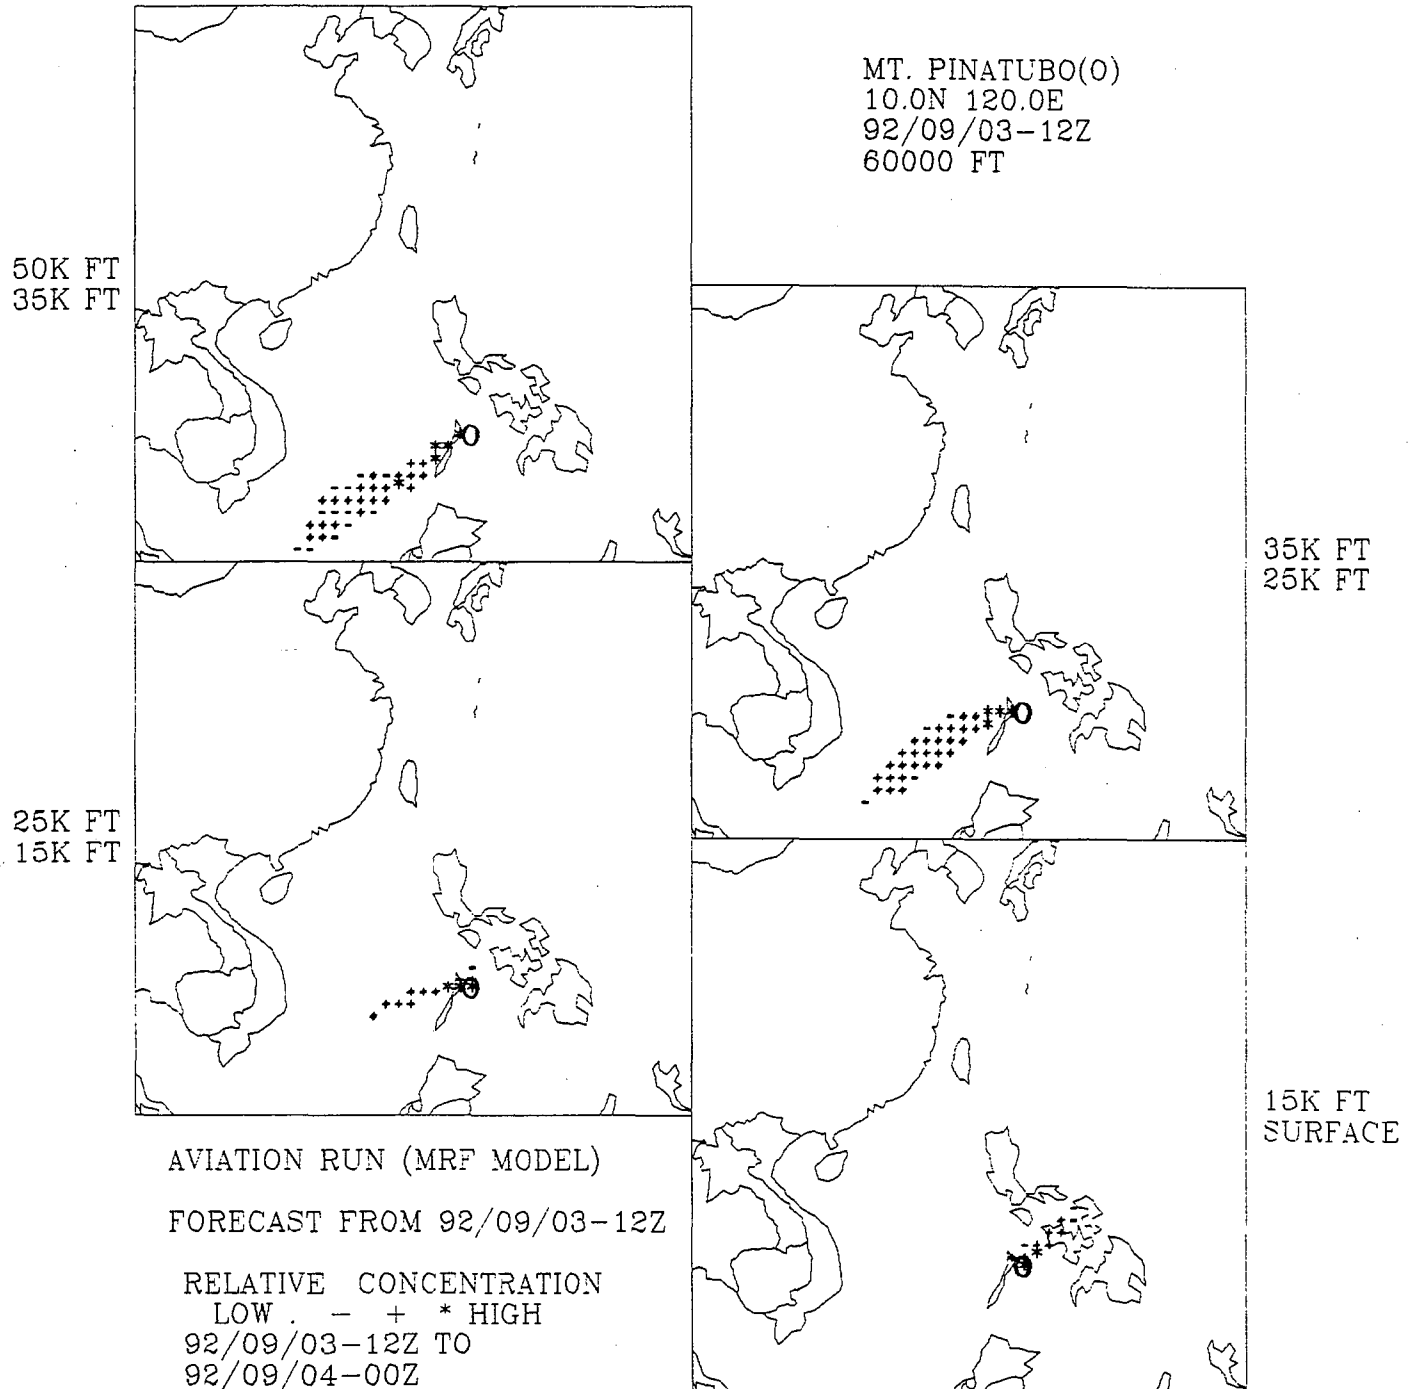 MT. PINATUBO(O)
10.0N 120.0E
92/09/03-12Z
60000 FT
50K FT
35K FT
35K FT
25K FT
25K FT
15K FT
15K FT
SURFACE
AVIATION RUN (MRF MODEL)
FORECAST FROM 92/09/03-12Z
RELATIVE CONCENTRATION
LOW . - + * HIGH
92/09/03-12Z TO
92/09/04-00Z